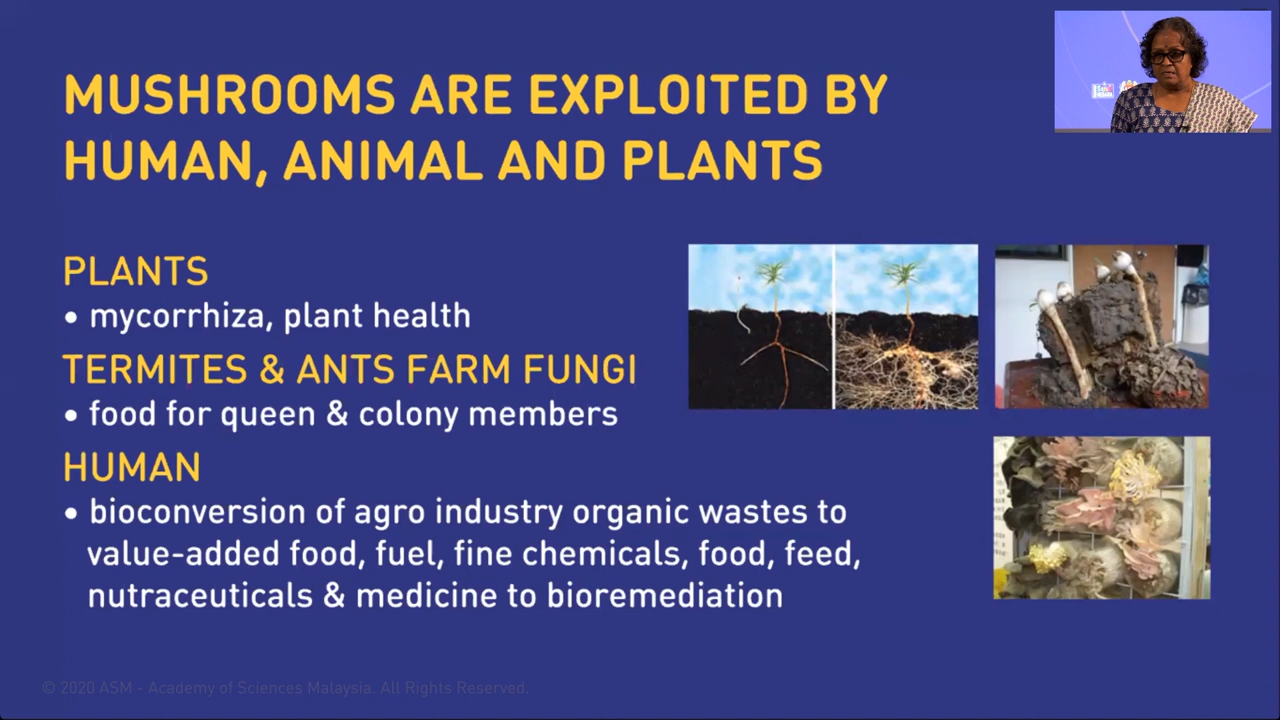 MUSHROOMS ARE EXPLOITED BY
HUMAN, ANIMAL AND PLANTS
PLANTS
• mycorrhiza, plant health
TERMITES & ANTS FARM FUNGI
• food for queen & colony members
HUMAN
• bioconversion of agro industry organic wastes to
value-added food, fuel, fine chemicals, food, feed,
nutraceuticals & medicine to bioremediation
© 2020 ASM - Academy of Sciences Malaysia. All Rights Reserved.